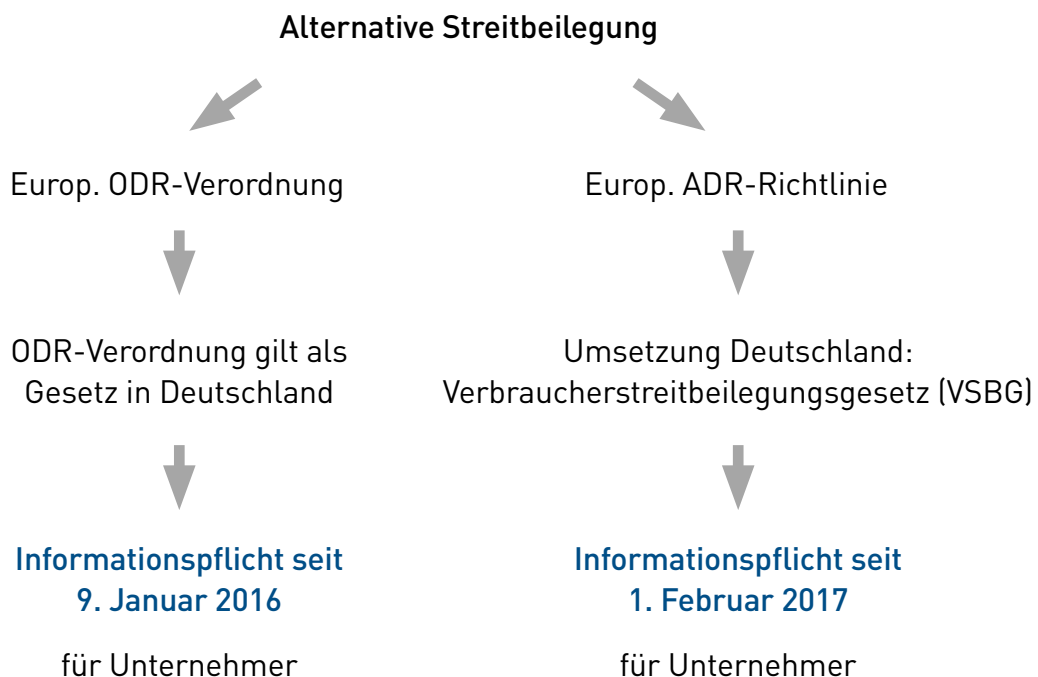 Alternative Streitbeilegung
Europ. ODR-Verordnung
ODR-Verordnung gilt als
Gesetz in Deutschland
Informationspflicht seit
9. Januar 2016
für Unternehmer
Europ. ADR-Richtlinie
Umsetzung Deutschland:
Verbraucherstreitbeilegungsgesetz (VSBG)
Informationspflicht seit
1. Februar 2017
für Unternehmer